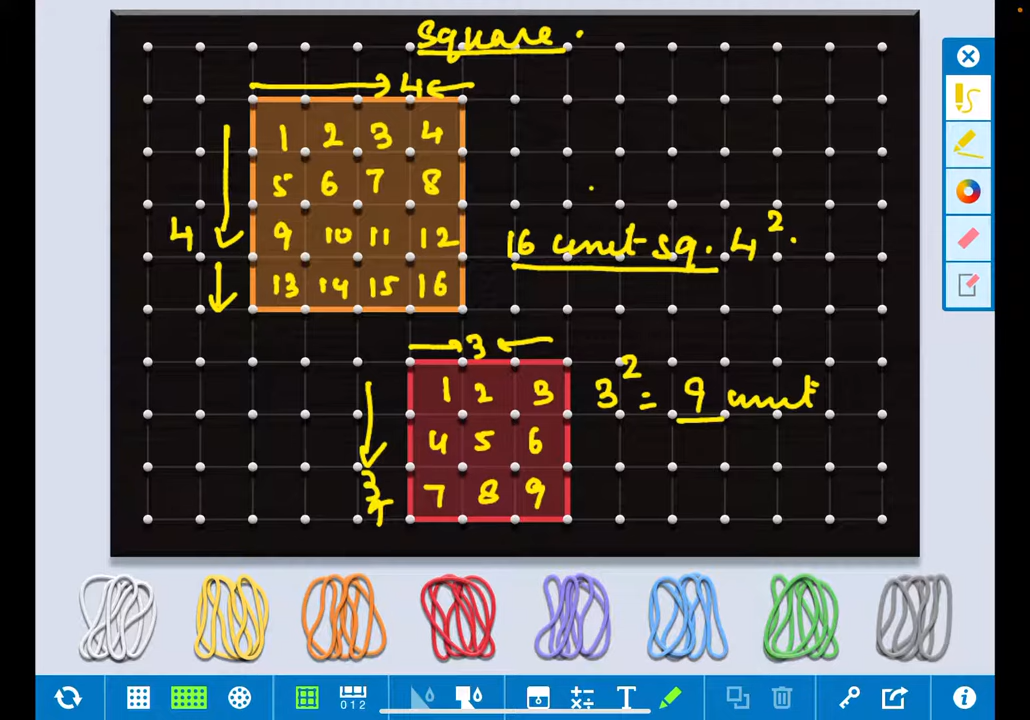 Square.
4
1 2 3 4
5 6 7 8
4 9 10 11 12
13 14 15 16
16 unit sq. 4².
3
1 2 3
4 5 6
7 8 9
3
3² = 9 unit
0 1 2
T
i